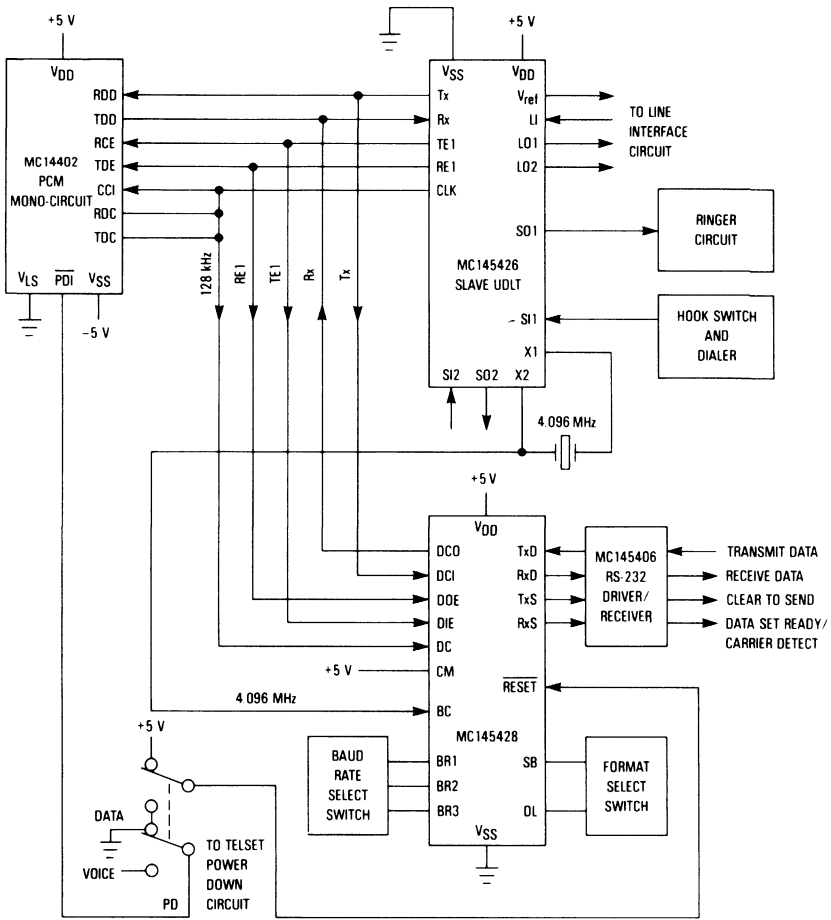 +5 V
VDD
RDD
TDD
RCE
TDE
CCI
RDC
TDC
MC14402
PCM
MONO-CIRCUIT
VLS
PDI
VSS
-5 V
128 kHz
RE1
TE1
Rx
Tx
+5 V
VSS
VDD
Tx
Rx
TE1
RE1
CLK
Vref
LI
LO1
LO2
SO1
SI1
X1
MC145426
SLAVE UDLT
SI2
SO2
X2
TO LINE
INTERFACE
CIRCUIT
RINGER
CIRCUIT
HOOK SWITCH
AND
DIALER
4.096 MHz
+5 V
VDD
DCO
DCI
DOE
DIE
DC
CM
BC
BR1
BR2
BR3
+5 V
4.096 MHz
TxD
RxD
TxS
RxS
RESET
MC145428
SB
DL
VSS
MC145406
RS-232
DRIVER/
RECEIVER
TRANSMIT DATA
RECEIVE DATA
CLEAR TO SEND
DATA SET READY/
CARRIER DETECT
BAUD
RATE
SELECT
SWITCH
FORMAT
SELECT
SWITCH
+5 V
DATA
VOICE
TO TELSET
POWER
DOWN
CIRCUIT
PD